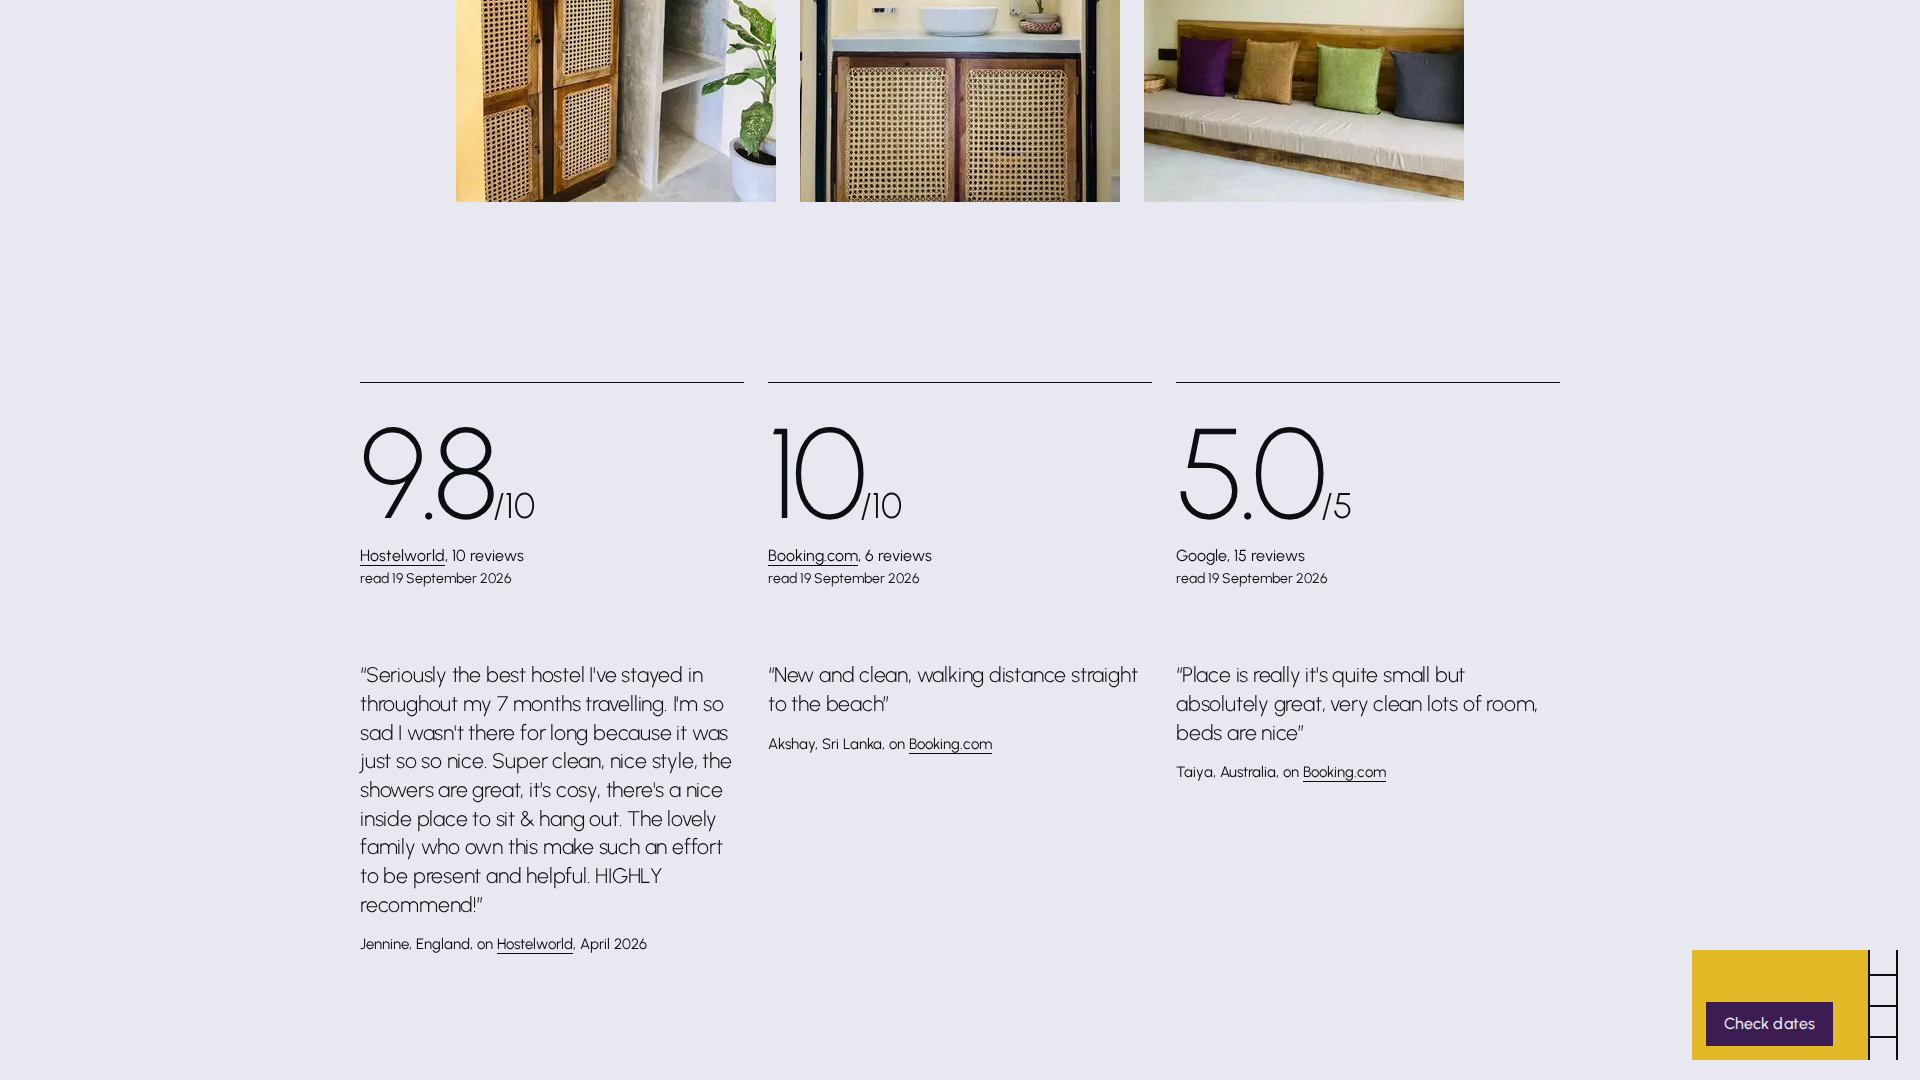 9.8/10
Hostelworld, 10 reviews
read 19 September 2026
"Seriously the best hostel I've stayed in
throughout my 7 months travelling. I'm so
sad I wasn't there for long because it was
just so so nice. Super clean, nice style, the
showers are great, it's cosy, there's a nice
inside place to sit & hang out. The lovely
family who own this make such an effort
to be present and helpful. HIGHLY
recommend!"
Jennine, England, on Hostelworld, April 2026
10/10
Booking.com, 6 reviews
read 19 September 2026
"New and clean, walking distance straight
to the beach"
Akshay, Sri Lanka, on Booking.com
5.0/5
Google, 15 reviews
read 19 September 2026
"Place is really it's quite small but
absolutely great, very clean lots of room,
beds are nice"
Taiya, Australia, on Booking.com
Check dates